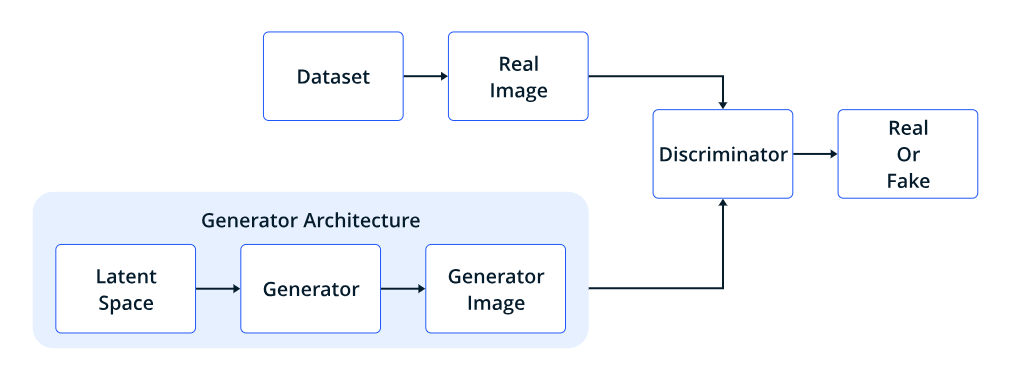 Dataset
Real
Image
Discriminator
Real
Or
Fake
Generator Architecture
Latent
Space
Generator
Generator
Image